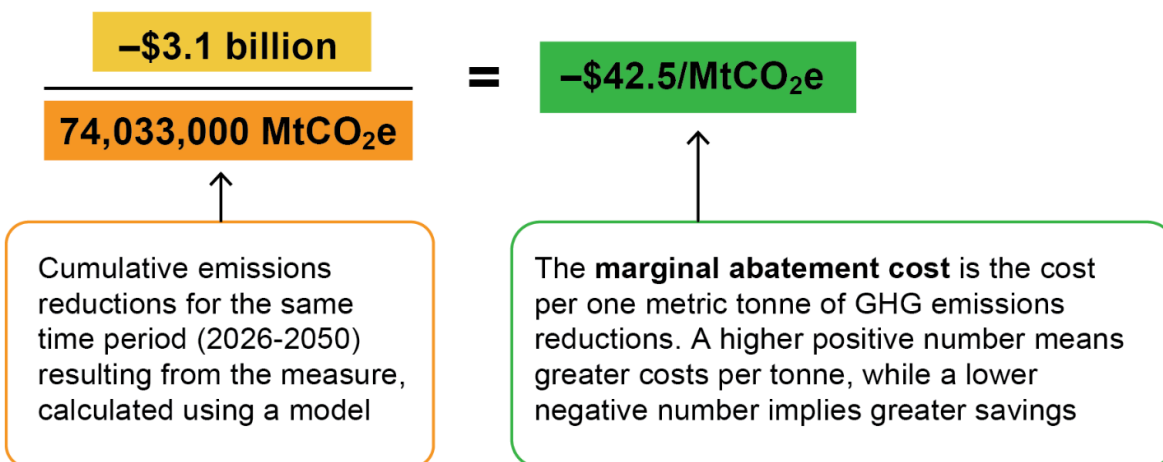 –$3.1 billion
=
–$42.5/MtCO₂e
74,033,000 MtCO₂e
Cumulative emissions
reductions for the same
time period (2026-2050)
resulting from the measure,
calculated using a model
The marginal abatement cost is the cost
per one metric tonne of GHG emissions
reductions. A higher positive number means
greater costs per tonne, while a lower
negative number implies greater savings